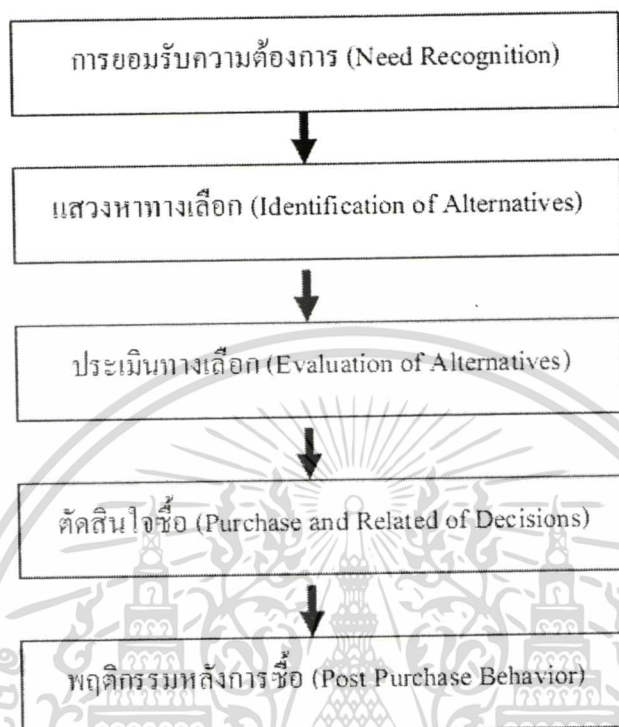 การยอมรับความต้องการ (Need Recognition)
แสวงหาทางเลือก (Identification of Alternatives)
ประเมินทางเลือก (Evaluation of Alternatives)
ตัดสินใจซื้อ (Purchase and Related of Decisions)
พฤติกรรมหลังการซื้อ (Post Purchase Behavior)